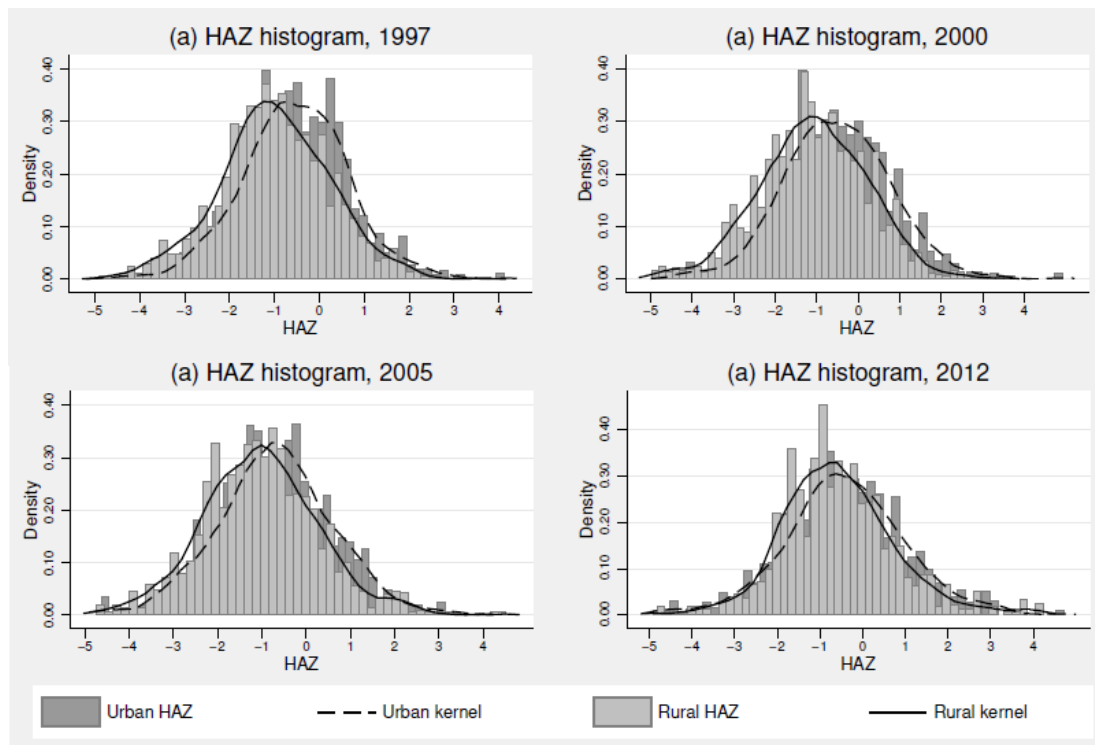 (a) HAZ histogram, 1997
Density
0.00 0.10 0.20 0.30 0.40
−5 −4 −3 −2 −1 0 1 2 3 4
HAZ
(a) HAZ histogram, 2000
Density
0.00 0.10 0.20 0.30 0.40
−5 −4 −3 −2 −1 0 1 2 3 4
HAZ
(a) HAZ histogram, 2005
Density
0.00 0.10 0.20 0.30 0.40
−5 −4 −3 −2 −1 0 1 2 3 4
HAZ
(a) HAZ histogram, 2012
Density
0.00 0.10 0.20 0.30 0.40
−5 −4 −3 −2 −1 0 1 2 3 4
HAZ
Urban HAZ Urban kernel Rural HAZ Rural kernel